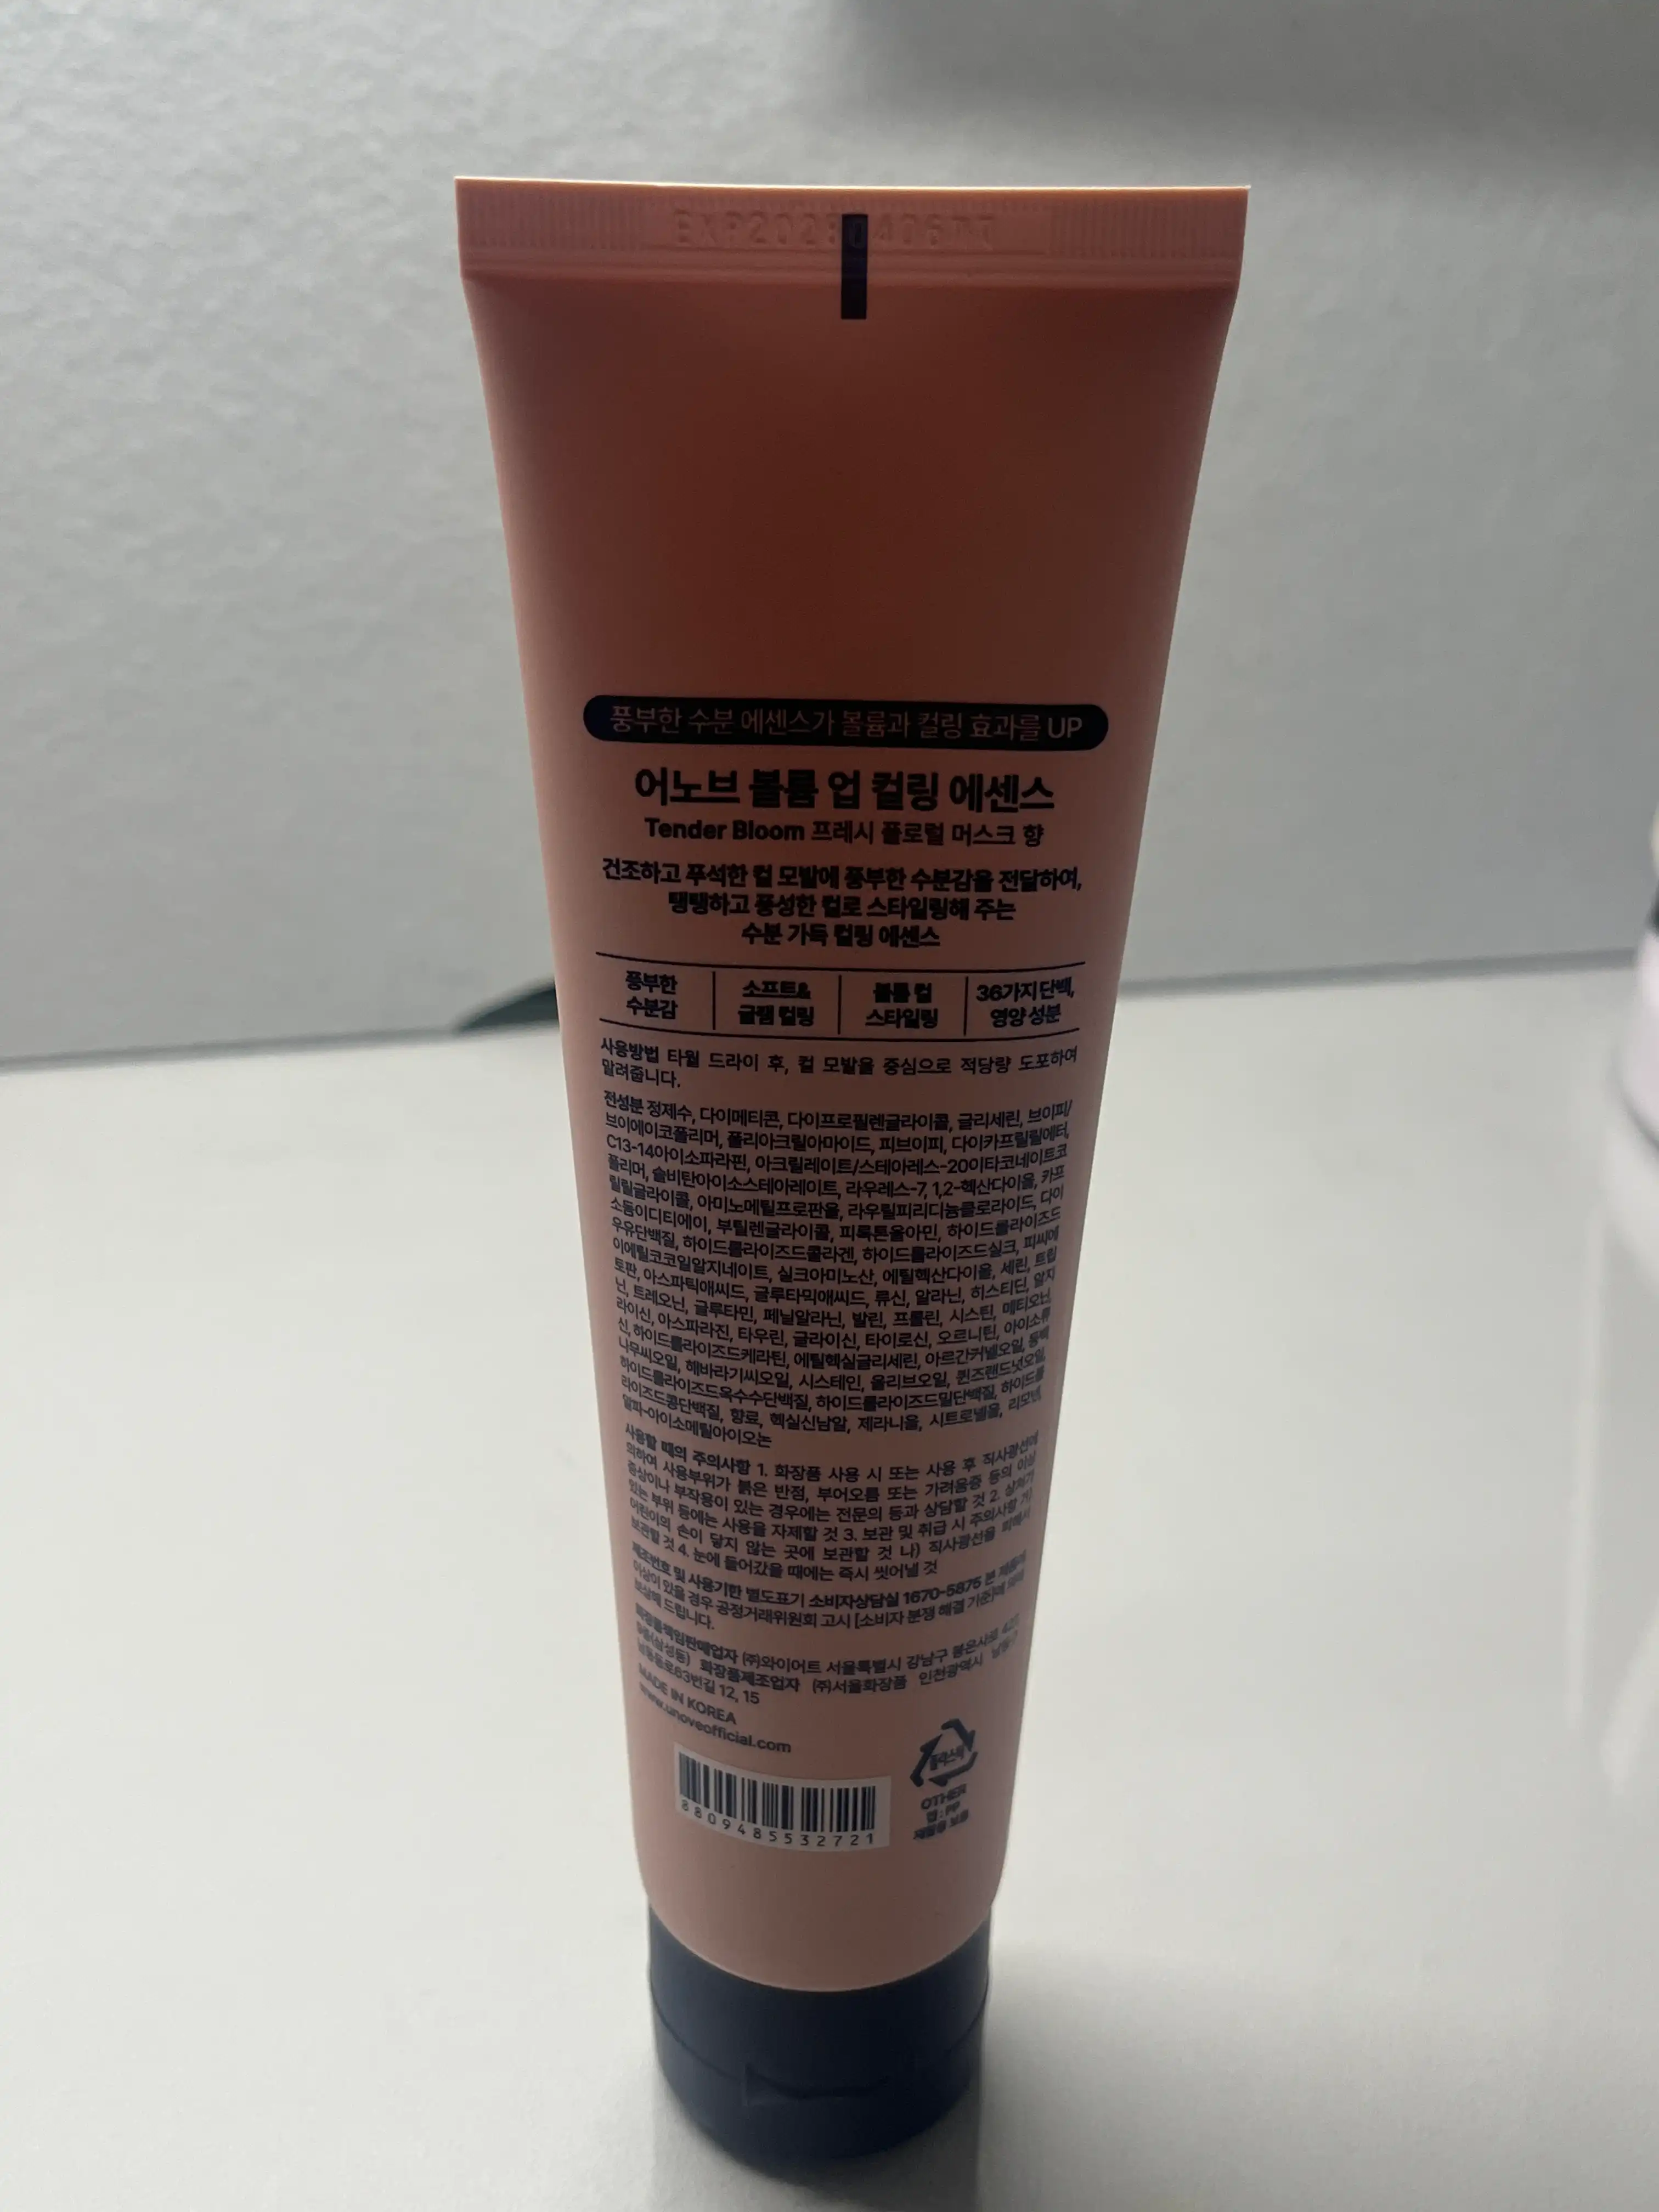 풍부한 수분 에센스가 볼륨과 컬링 효과를 UP
어노브 볼륨 업 컬링 에센스
Tender Bloom 프레시 플로럴 머스크 향
건조하고 푸석한 컬 모발에 풍부한 수분감을 전달하여,
탱탱하고 풍성한 컬로 스타일링해 주는
수분 가득 컬링 에센스
풍부한
수분감
소프트&
글램 컬링
볼륨 컬
스타일링
36가지 단백,
영양 성분
사용방법 타월 드라이 후, 컬 모발을 중심으로 적당량 도포하여
말려줍니다.
전성분 정제수, 다이메티콘, 다이프로필렌글라이콜, 글리세린, 브이피/
브이에이코폴리머, 폴리아크릴아마이드, 피브이피, 다이카프릴릴에터,
C13-14아이소파라핀, 아크릴레이트/스테아레스-20이타코네이트코
폴리머, 솔비탄아이소스테아레이트, 라우레스-7, 1,2-헥산다이올, 카프
릴릴글라이콜, 아미노메틸프로판올, 라우릴피리디늄클로라이드, 다이
소듐이디티에이, 부틸렌글라이콜, 피록톤올아민, 하이드롤라이즈드
우유단백질, 하이드롤라이즈드콜라겐, 하이드롤라이즈드실크, 피씨에
이에틸코코일알지네이트, 실크아미노산, 에틸헥산다이올, 세린, 트립
토판, 아스파틱애씨드, 글루타믹애씨드, 류신, 알라닌, 히스티딘, 알지
닌, 트레오닌, 글루타민, 페닐알라닌, 발린, 프롤린, 시스틴, 메티오닌,
라이신, 아스파라진, 타우린, 글라이신, 타이로신, 오르니틴, 아이소류
신, 하이드롤라이즈드케라틴, 에틸헥실글리세린, 아르간커넬오일, 동백
나무씨오일, 해바라기씨오일, 시스테인, 올리브오일, 퀸즈랜드넛오일,
하이드롤라이즈드옥수수단백질, 하이드롤라이즈드밀단백질, 하이드롤
라이즈드콩단백질, 향료, 헥실신남알, 제라니올, 시트로넬올, 리모넨,
알파-아이소메틸아이오논
사용할 때의 주의사항 1. 화장품 사용 시 또는 사용 후 직사광선에
의하여 사용부위가 붉은 반점, 부어오름 또는 가려움증 등의 이상
증상이나 부작용이 있는 경우에는 전문의 등과 상담할 것 2. 상처가
있는 부위 등에는 사용을 자제할 것 3. 보관 및 취급 시 주의사항 가)
어린이의 손이 닿지 않는 곳에 보관할 것 나) 직사광선을 피해서
보관할 것 4. 눈에 들어갔을 때에는 즉시 씻어낼 것
제조번호 및 사용기한 별도표기 소비자상담실 1670-5875 본 제품에
이상이 있을 경우 공정거래위원회 고시 [소비자 분쟁 해결 기준]에 의해
보상해 드립니다.
화장품책임판매업자 (주)와이어트 서울특별시 강남구 봉은사로
(삼성동) 화장품제조업자 (주)서울화장품 인천광역시 남동구
남동동로63번길 12, 15
MADE IN KOREA
www.unoveofficial.com
8809485532721
플라스틱
OTHER
캡 : PP
재활용 보통